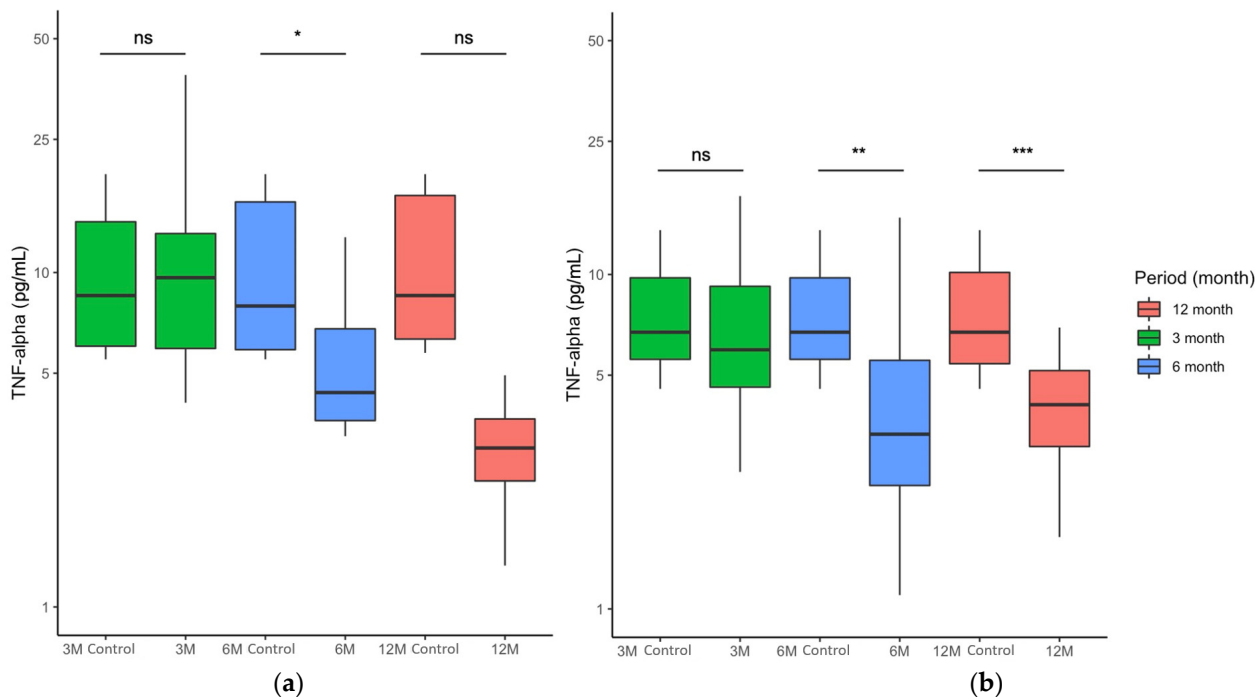 ns
*
ns
50
25
10
5
1
TNF-alpha (pg/mL)
3M Control
3M
6M Control
6M
12M Control
12M
(a)
ns
**
***
50
25
10
5
1
TNF-alpha (pg/mL)
3M Control
3M
6M Control
6M
12M Control
12M
(b)
Period (month)
12 month
3 month
6 month